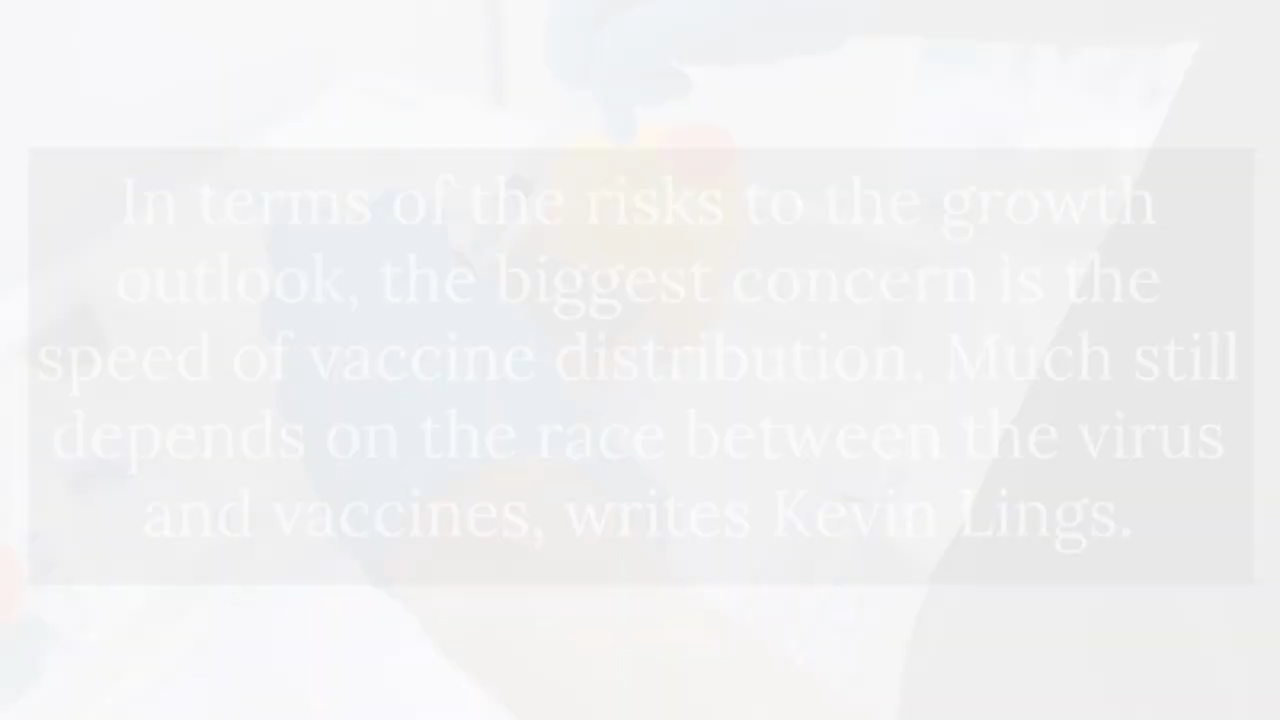 In terms of the risks to the growth
outlook, the biggest concern is the
speed of vaccine distribution. Much still
depends on the race between the virus
and vaccines, writes Kevin Lings.